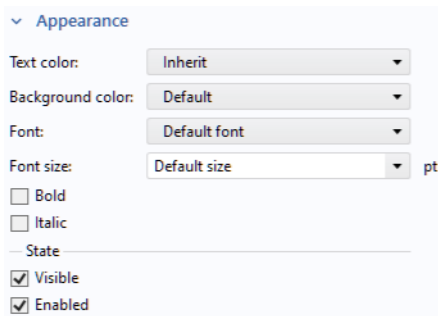 Appearance
Text color: Inherit
Background color: Default
Font: Default font
Font size: Default size pt
Bold
Italic
State
Visible
Enabled